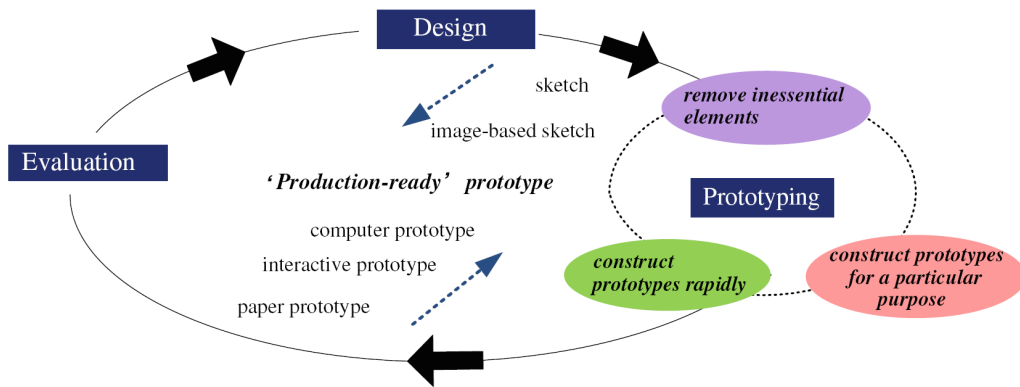 Design
sketch
remove inessential
elements
image-based sketch
Evaluation
‘Production-ready’ prototype
Prototyping
computer prototype
interactive prototype
paper prototype
construct
prototypes rapidly
construct prototypes
for a particular
purpose